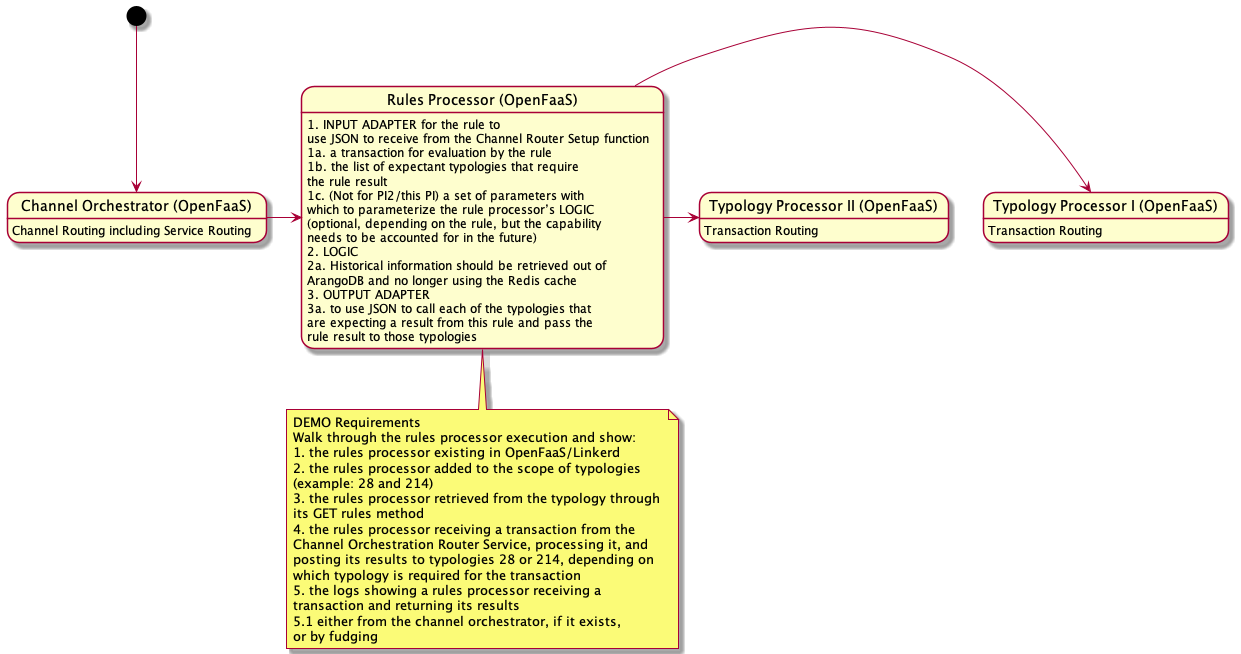 Rules Processor (OpenFaaS)
1. INPUT ADAPTER for the rule to
use JSON to receive from the Channel Router Setup function
1a. a transaction for evaluation by the rule
1b. the list of expectant typologies that require
the rule result
1c. (Not for PI2/this PI) a set of parameters with
which to parameterize the rule processor's LOGIC
(optional, depending on the rule, but the capability
needs to be accounted for in the future)
2. LOGIC
2a. Historical information should be retrieved out of
ArangoDB and no longer using the Redis cache
3. OUTPUT ADAPTER
3a. to use JSON to call each of the typologies that
are expecting a result from this rule and pass the
rule result to those typologies
Channel Orchestrator (OpenFaaS)
Channel Routing including Service Routing
Typology Processor II (OpenFaaS)
Transaction Routing
Typology Processor I (OpenFaaS)
Transaction Routing
DEMO Requirements
Walk through the rules processor execution and show:
1. the rules processor existing in OpenFaaS/Linkerd
2. the rules processor added to the scope of typologies
(example: 28 and 214)
3. the rules processor retrieved from the typology through
its GET rules method
4. the rules processor receiving a transaction from the
Channel Orchestration Router Service, processing it, and
posting its results to typologies 28 or 214, depending on
which typology is required for the transaction
5. the logs showing a rules processor receiving a
transaction and returning its results
5.1 either from the channel orchestrator, if it exists,
or by fudging